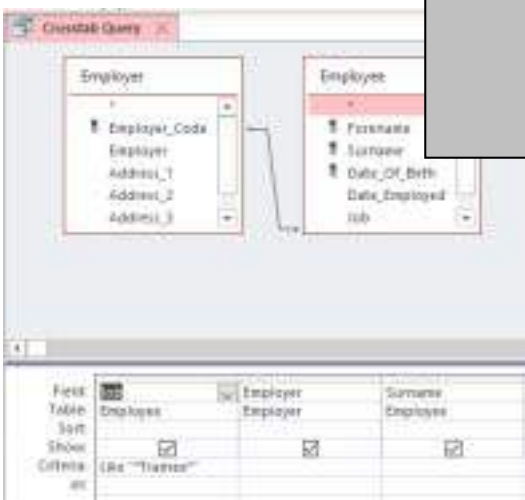 Crosstab Query
Employer
*
Employer_Code
Employer
Address_1
Address_2
Address_3
Employee
*
Forename
Surname
Date_Of_Birth
Date_Employed
Job
Field: Job Employer Surname
Table: Employee Employer Employee
Sort:
Show:
Criteria: Like "*Trainee*"
or: